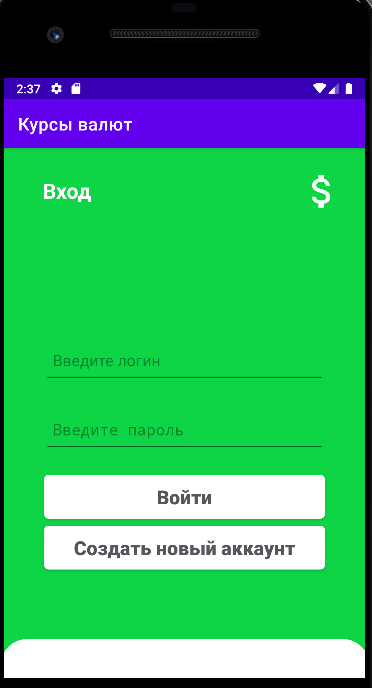 2:37
Курсы валют
Вход
$
Введите логин
Введите пароль
Войти
Создать новый аккаунт